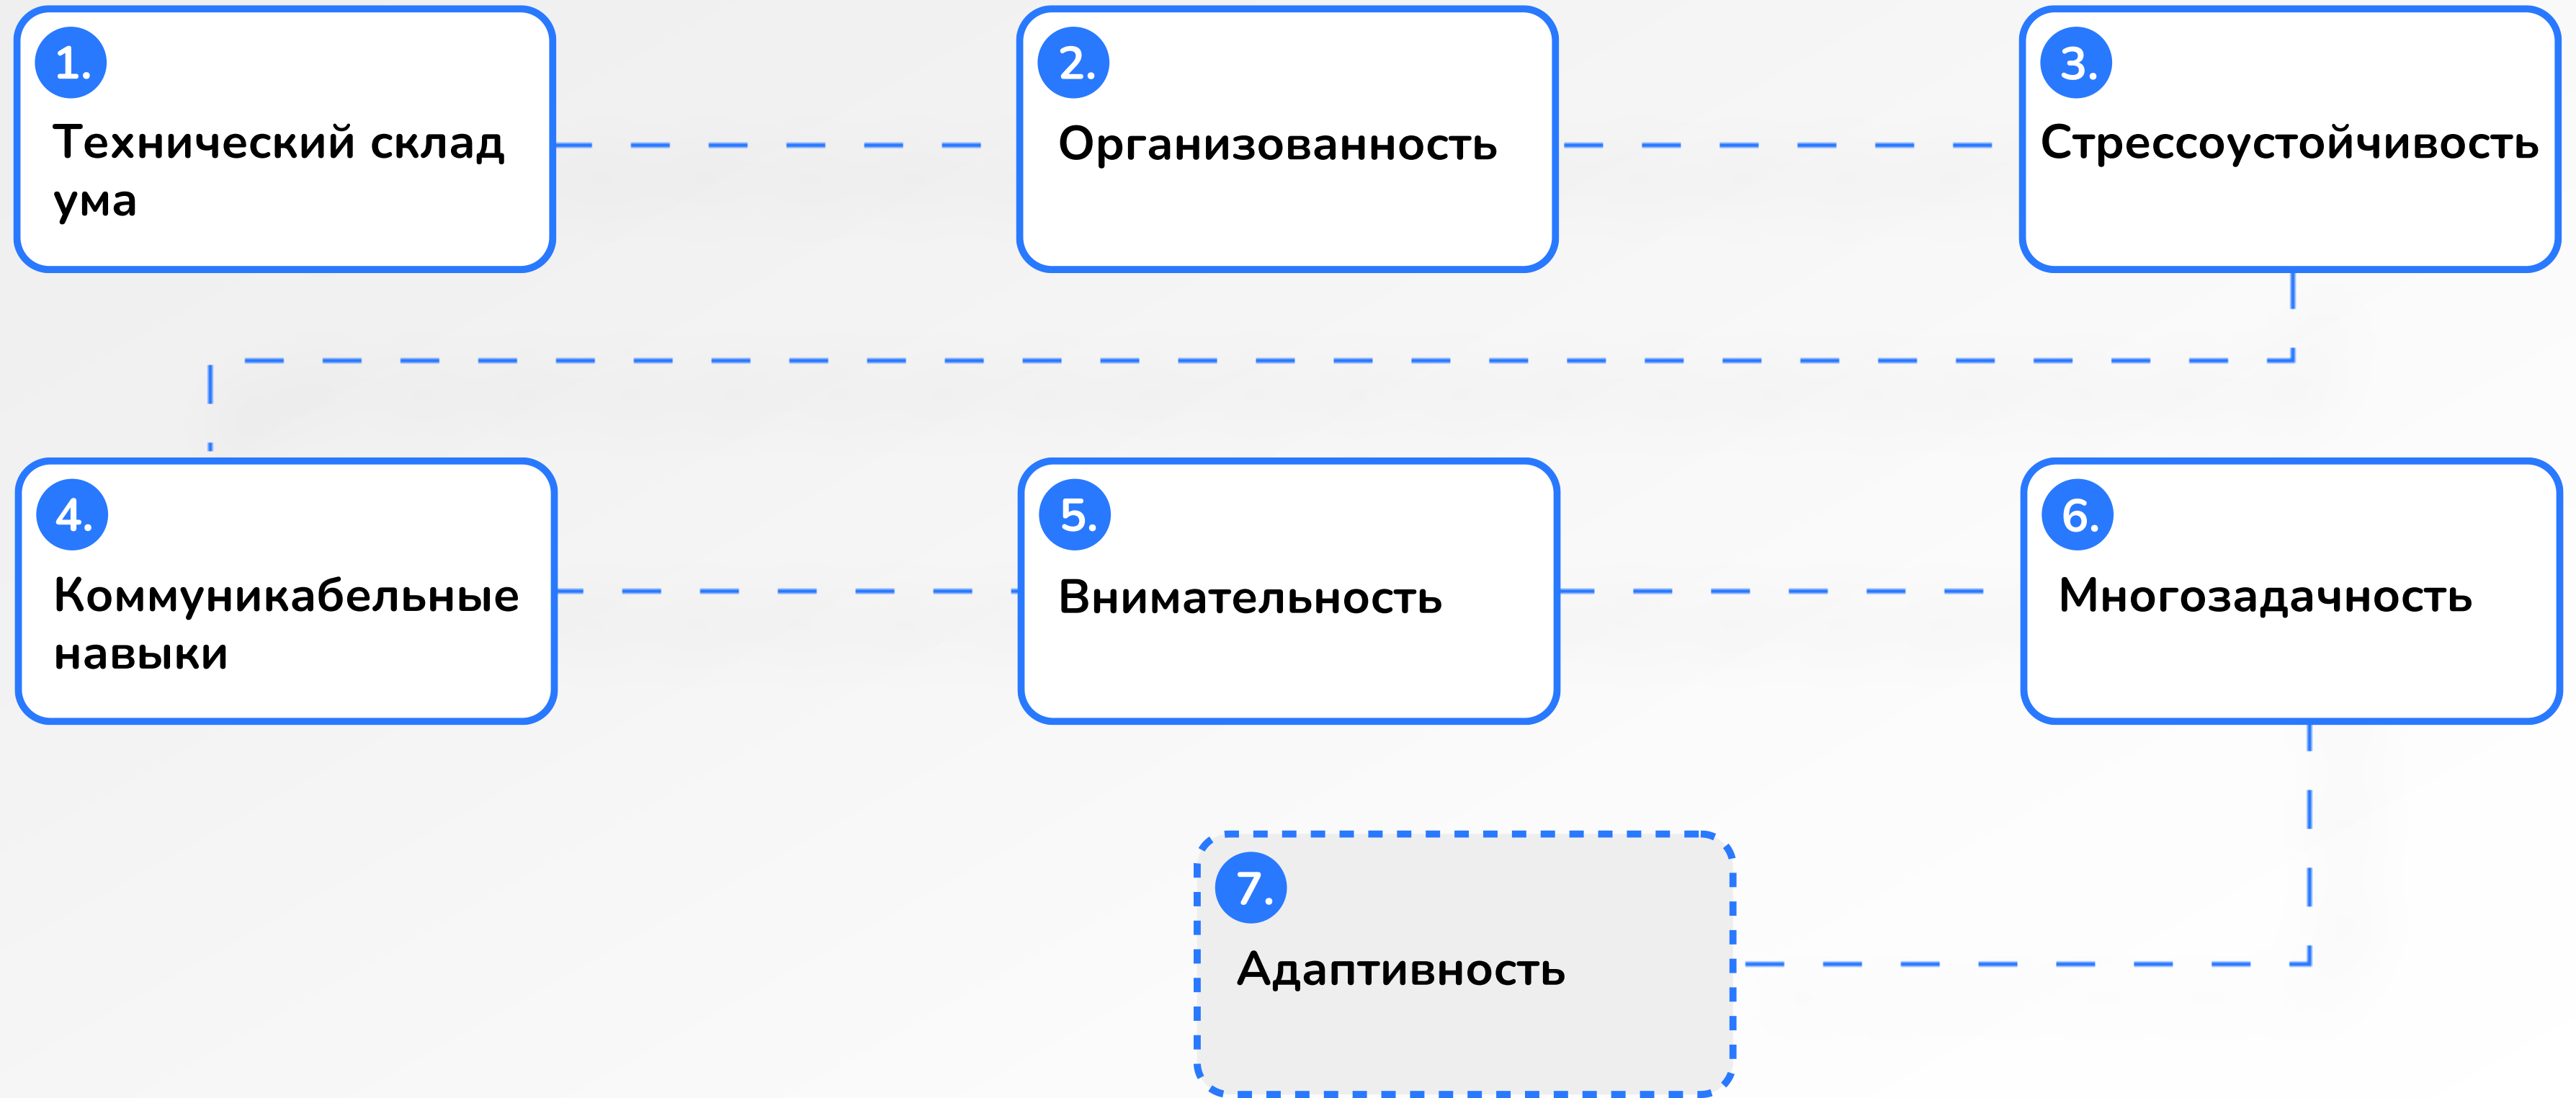 1.
Технический склад
ума
2.
Организованность
3.
Стрессоустойчивость
4.
Коммуникабельные
навыки
5.
Внимательность
6.
Многозадачность
7.
Адаптивность